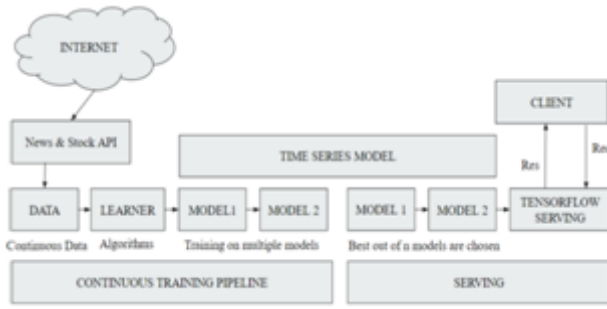 INTERNET
CLIENT
News & Stock API
TIME SERIES MODEL
Res
DATA
LEARNER
MODEL1
MODEL 2
MODEL 1
MODEL 2
TENSORFLOW
SERVING
Continuous Data
Algorithms
Training on multiple models
Best out of n models are chosen
CONTINUOUS TRAINING PIPELINE
SERVING